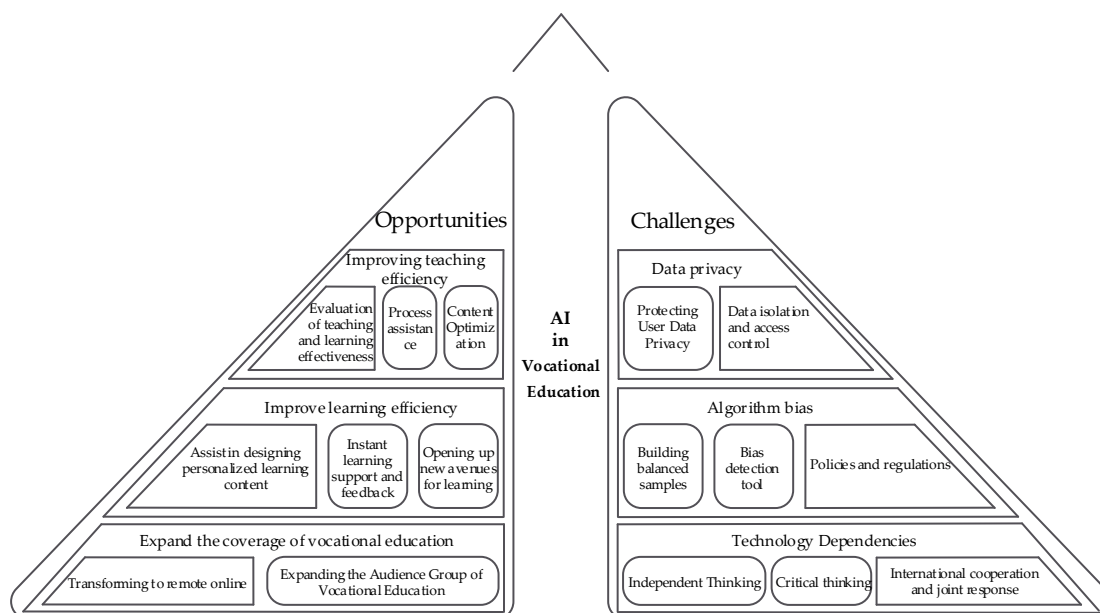 Opportunities
Improving teaching
efficiency
Evaluation
of teaching
and learning
effectiveness
Process
assistan
ce
Content
Optimiz
ation
Improve learning efficiency
Assist in designing
personalized learning
content
Instant
learning
support and
feedback
Opening up
new avenues
for learning
Expand the coverage of vocational education
Transforming to remote online
Expanding the Audience Group of
Vocational Education
AI
in
Vocational
Education
Challenges
Data privacy
Protecting
User Data
Privacy
Data isolation
and access
control
Algorithm bias
Building
balanced
samples
Bias
detection
tool
Policies and regulations
Technology Dependencies
Independent Thinking
Critical thinking
International cooperation
and joint response